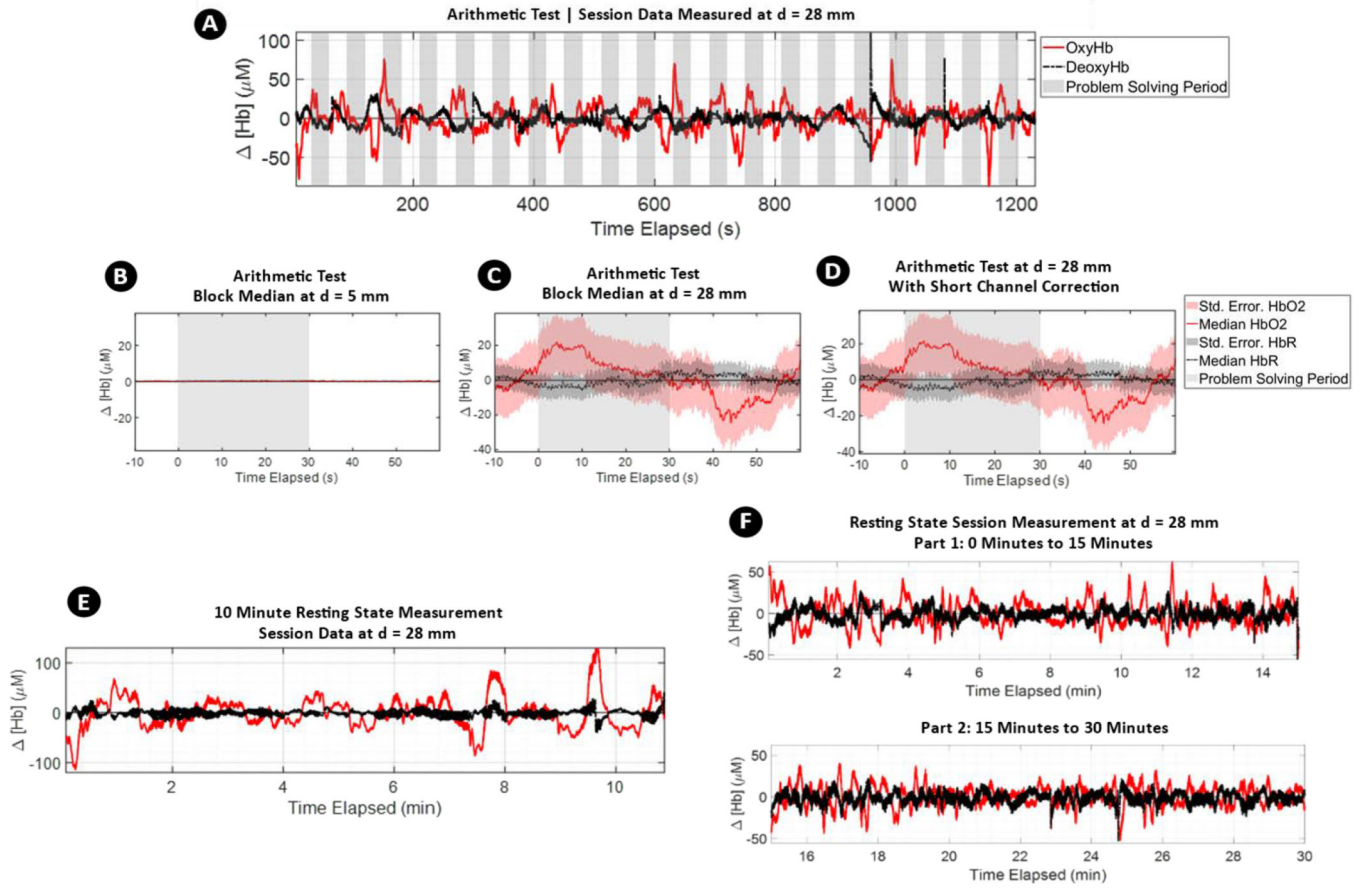 A
Arithmetic Test | Session Data Measured at d = 28 mm
100
50
0
-50
Δ [Hb] (μM)
200
400
600
800
1000
1200
Time Elapsed (s)
OxyHb
DeoxyHb
Problem Solving Period
B
Arithmetic Test
Block Median at d = 5 mm
20
0
-20
Δ [Hb] (μM)
-10
0
10
20
30
40
50
Time Elapsed (s)
C
Arithmetic Test
Block Median at d = 28 mm
20
0
-20
-40
Δ [Hb] (μM)
-10
0
10
20
30
40
50
Time Elapsed (s)
D
Arithmetic Test at d = 28 mm
With Short Channel Correction
20
0
-20
-40
Δ [Hb] (μM)
-10
0
10
20
30
40
50
Time Elapsed (s)
Std. Error. HbO2
Median HbO2
Std. Error. HbR
Median HbR
Problem Solving Period
E
10 Minute Resting State Measurement
Session Data at d = 28 mm
100
0
-100
Δ [Hb] (μM)
2
4
6
8
10
Time Elapsed (min)
F
Resting State Session Measurement at d = 28 mm
Part 1: 0 Minutes to 15 Minutes
50
0
-50
Δ [Hb] (μM)
2
4
6
8
10
12
14
Time Elapsed (min)
Part 2: 15 Minutes to 30 Minutes
50
0
-50
Δ [Hb] (μM)
16
18
20
22
24
26
28
30
Time Elapsed (min)